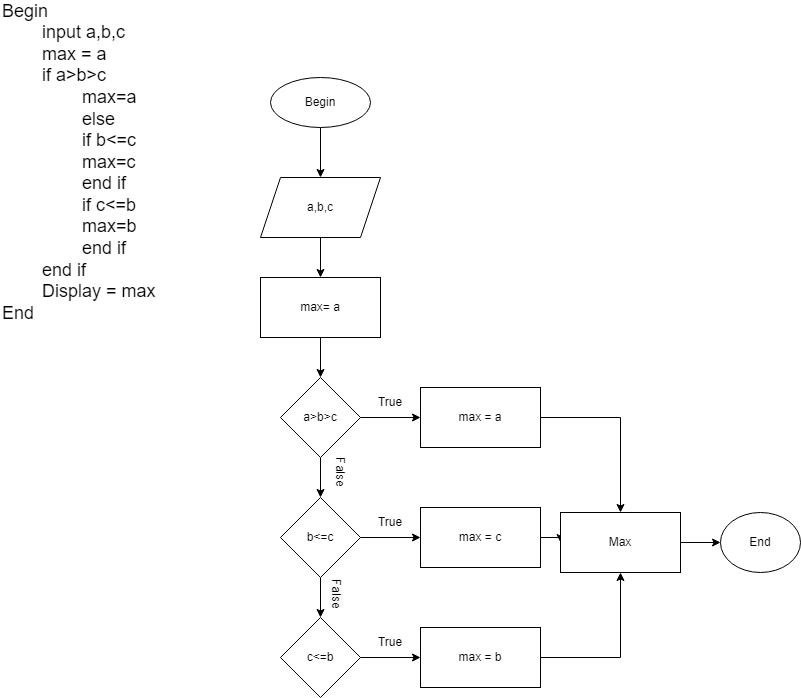 Begin
input a,b,c
max = a
if a>b>c
max=a
else
if b<=c
max=c
end if
if c<=b
max=b
end if
end if
Display = max
End
Begin
a,b,c
max= a
a>b>c
True
max = a
False
b<=c
True
max = c
Max
End
False
c<=b
True
max = b